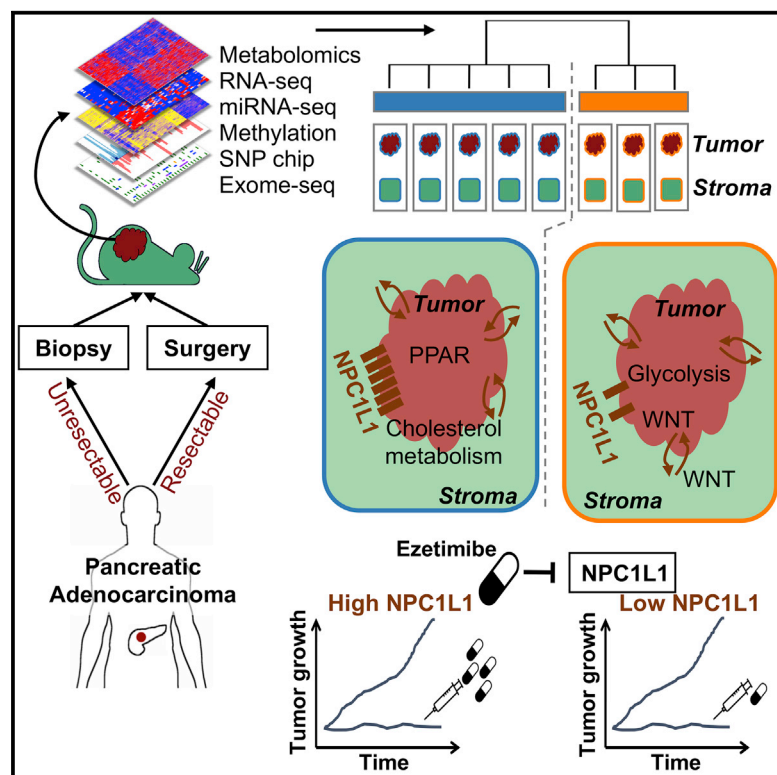 Metabolomics
RNA-seq
miRNA-seq
Methylation
SNP chip
Exome-seq
Tumor
Stroma
Biopsy
Surgery
Unresectable
Resectable
Pancreatic
Adenocarcinoma
Tumor
PPAR
NPC1L1
Cholesterol
metabolism
Stroma
Tumor
Glycolysis
NPC1L1
WNT
WNT
Stroma
Ezetimibe
NPC1L1
High NPC1L1
Tumor growth
Time
Low NPC1L1
Tumor growth
Time